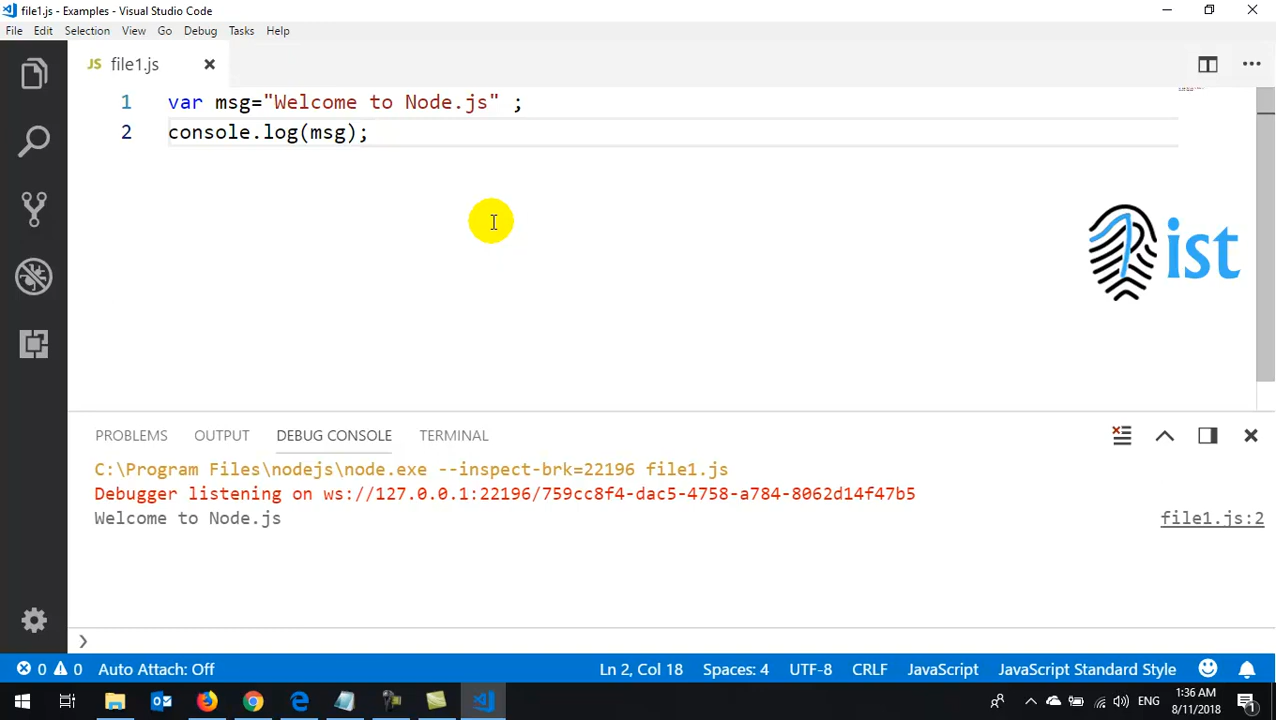 file1.js - Examples - Visual Studio Code
File Edit Selection View Go Debug Tasks Help
JS file1.js
1 var msg="Welcome to Node.js" ;
2 console.log(msg);
ist
PROBLEMS OUTPUT DEBUG CONSOLE TERMINAL
C:\Program Files\nodejs\node.exe --inspect-brk=22196 file1.js
Debugger listening on ws://127.0.0.1:22196/759cc8f4-dac5-4758-a784-8062d14f47b5
Welcome to Node.js file1.js:2
0 0 Auto Attach: Off Ln 2, Col 18 Spaces: 4 UTF-8 CRLF JavaScript JavaScript Standard Style
ENG 1:36 AM
8/11/2018 1